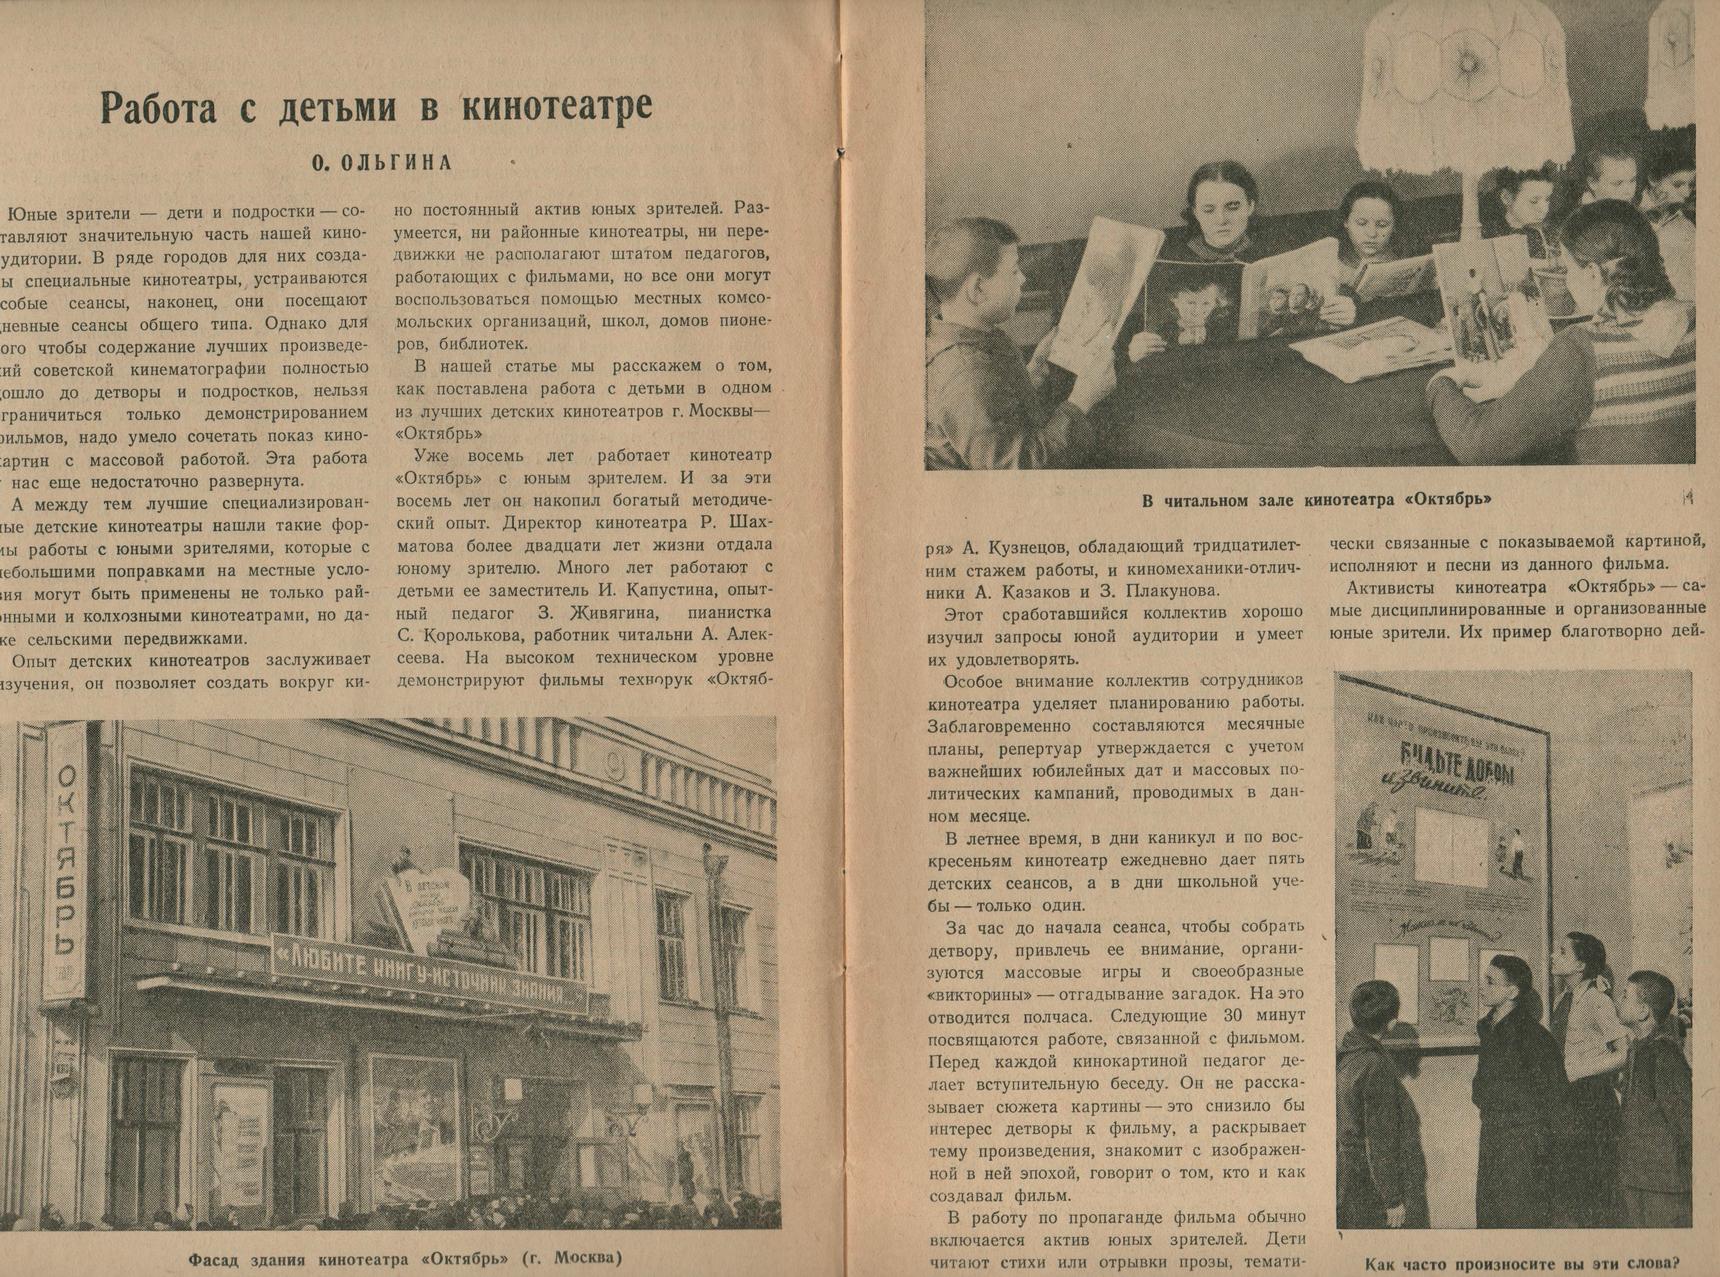 Работа с детьми в кинотеатре
О. ОЛЬГИНА
Юные зрители — дети и подростки — со-
тавляют значительную часть нашей кино-
удитории. В ряде городов для них созда-
ы специальные кинотеатры, устраиваются
собые сеансы, наконец, они посещают
невные сеансы общего типа. Однако для
ого чтобы содержание лучших произведе-
ий советской кинематографии полностью
ошло до детворы и подростков, нельзя
граничиться только демонстрированием
фильмов, надо умело сочетать показ кино-
артин с массовой работой. Эта работа
нас еще недостаточно развернута.
А между тем лучшие специализирован-
ные детские кинотеатры нашли такие фор-
мы работы с юными зрителями, которые с
небольшими поправками на местные усло-
вия могут быть применены не только рай-
онными и колхозными кинотеатрами, но да-
же сельскими передвижками.
Опыт детских кинотеатров заслуживает
изучения, он позволяет создать вокруг ки-
но постоянный актив юных зрителей. Раз-
умеется, ни районные кинотеатры, ни пере-
движки не располагают штатом педагогов,
работающих с фильмами, но все они могут
воспользоваться помощью местных комсо-
мольских организаций, школ, домов пионе-
ров, библиотек.
В нашей статье мы расскажем о том,
как поставлена работа с детьми в одном
из лучших детских кинотеатров г. Москвы—
«Октябрь»
Уже восемь лет работает кинотеатр
«Октябрь» с юным зрителем. И за эти
восемь лет он накопил богатый методиче-
ский опыт. Директор кинотеатра Р. Шах-
матова более двадцати лет жизни отдала
юному зрителю. Много лет работают с
детьми ее заместитель И. Капустина, опыт-
ный педагог З. Живягина, пианистка
С. Королькова, работник читальни А. Алек-
сеева. На высоком техническом уровне
демонстрируют фильмы технорук «Октяб-
ОКТЯБРЬ
«ЛЮБИТЕ КНИГУ-ИСТОЧНИК ЗНАНИЯ...»
Фасад здания кинотеатра «Октябрь» (г. Москва)
В читальном зале кинотеатра «Октябрь»
ря» А. Кузнецов, обладающий тридцатилет-
ним стажем работы, и киномеханики-отлич-
ники А. Казаков и З. Плакунова.
Этот сработавшийся коллектив хорошо
изучил запросы юной аудитории и умеет
их удовлетворять.
Особое внимание коллектив сотрудников
кинотеатра уделяет планированию работы.
Заблаговременно составляются месячные
планы, репертуар утверждается с учетом
важнейших юбилейных дат и массовых по-
литических кампаний, проводимых в дан-
ном месяце.
В летнее время, в дни каникул и по вос-
кресеньям кинотеатр ежедневно дает пять
детских сеансов, а в дни школьной уче-
бы — только один.
За час до начала сеанса, чтобы собрать
детвору, привлечь ее внимание, органи-
зуются массовые игры и своеобразные
«викторины» — отгадывание загадок. На это
отводится полчаса. Следующие 30 минут
посвящаются работе, связанной с фильмом.
Перед каждой кинокартиной педагог де-
лает вступительную беседу. Он не расска-
зывает сюжета картины — это снизило бы
интерес детворы к фильму, а раскрывает
тему произведения, знакомит с изображен-
ной в ней эпохой, говорит о том, кто и как
создавал фильм.
В работу по пропаганде фильма обычно
включается актив юных зрителей. Дети
читают стихи или отрывки прозы, темати-
чески связанные с показываемой картиной,
исполняют и песни из данного фильма.
Активисты кинотеатра «Октябрь» — са-
мые дисциплинированные и организованные
юные зрители. Их пример благотворно дей-
КАК ЧАСТО ПРОИЗНОСИТЕ ВЫ ЭТИ СЛОВА?
БУДЬТЕ ДОБРЫ
извините..
Как часто произносите вы эти слова?